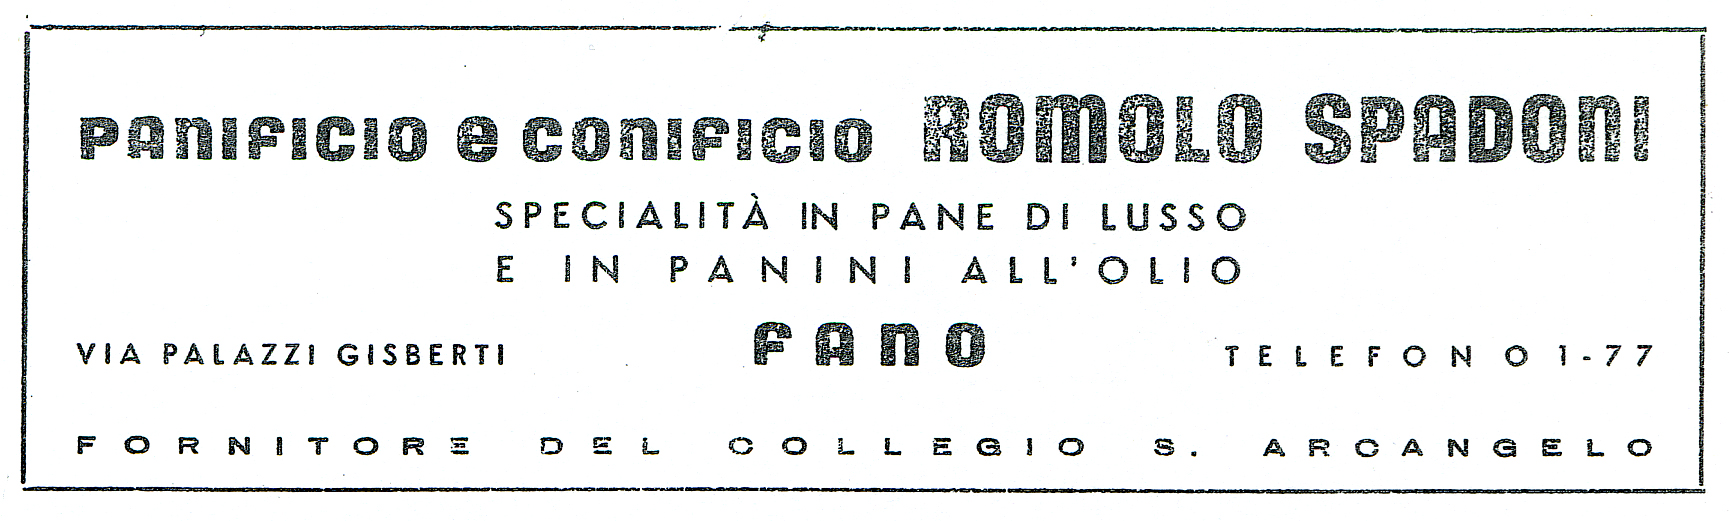 PANIFICIO e CONIFICIO ROMOLO SPADONI
SPECIALITÀ IN PANE DI LUSSO
E IN PANINI ALL'OLIO
VIA PALAZZI GISBERTI FANO TELEFONO 1-77
FORNITORE DEL COLLEGIO S. ARCANGELO